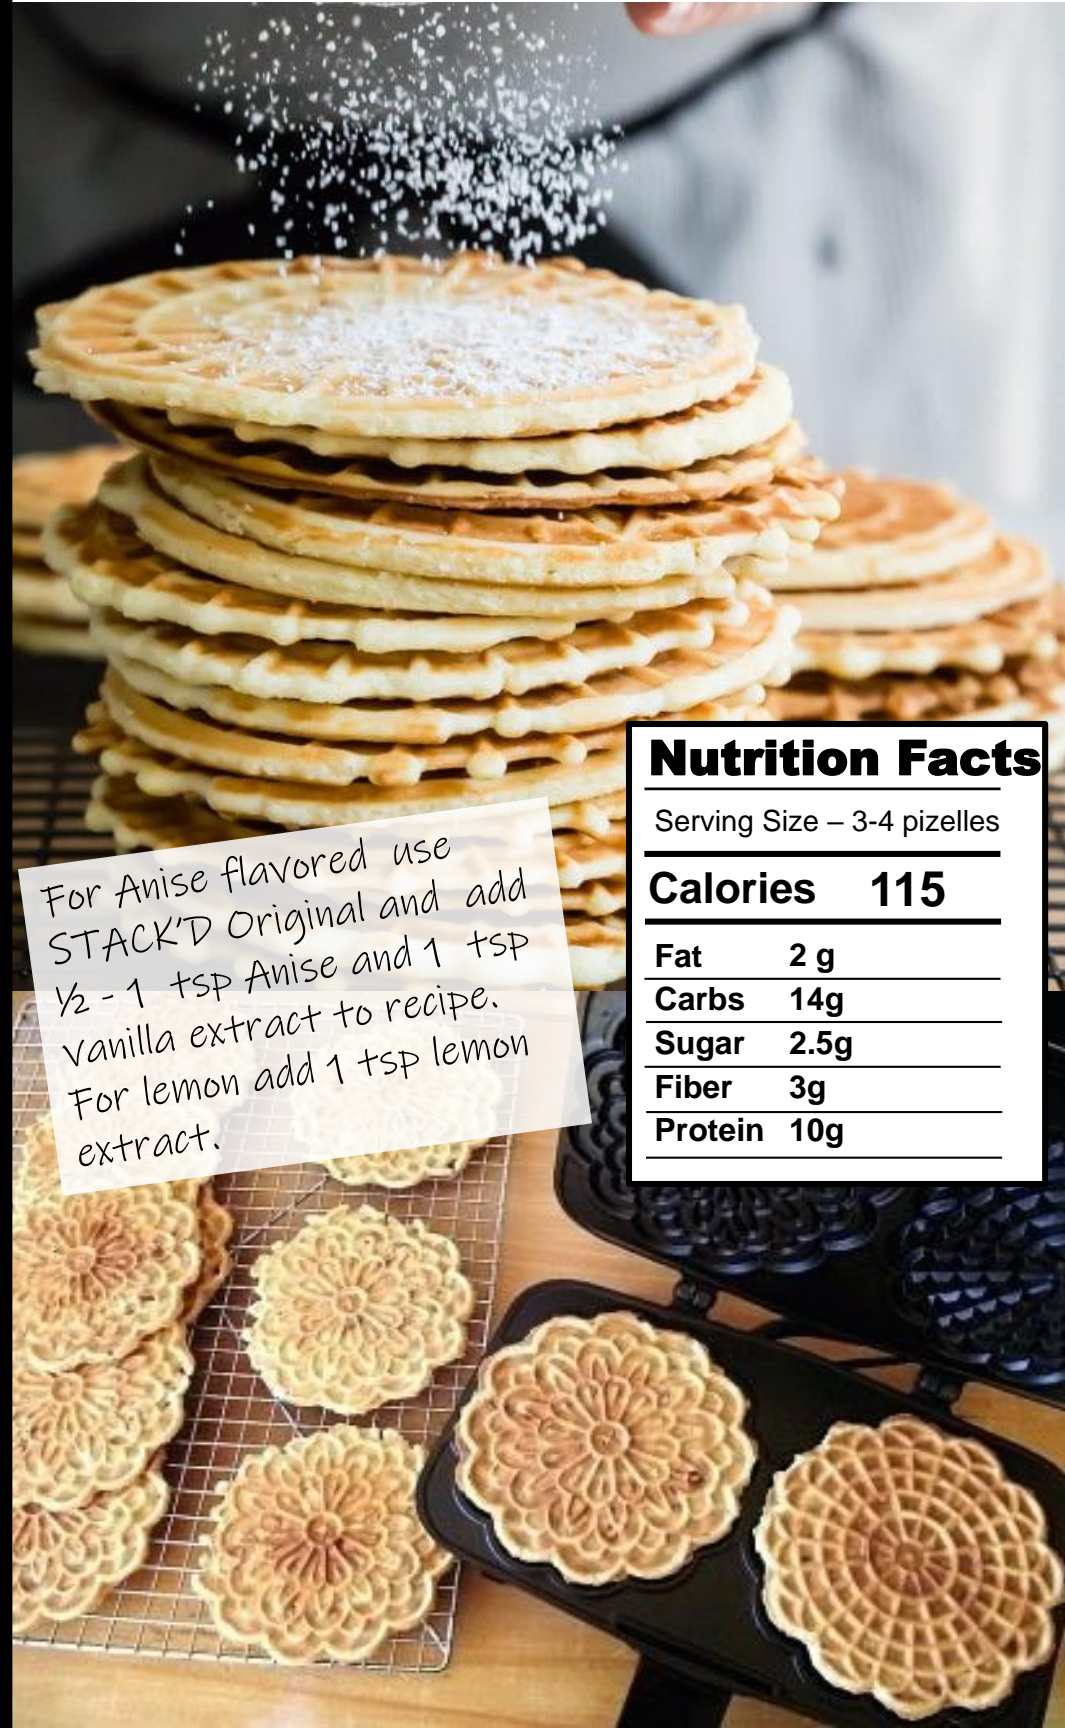 For Anise flavored use
STACK'D Original and add
½ - 1 tsp Anise and 1 tsp
vanilla extract to recipe.
For lemon add 1 tsp lemon
extract.
Nutrition Facts
Serving Size – 3-4 pizelles
Calories 115
Fat 2 g
Carbs 14g
Sugar 2.5g
Fiber 3g
Protein 10g